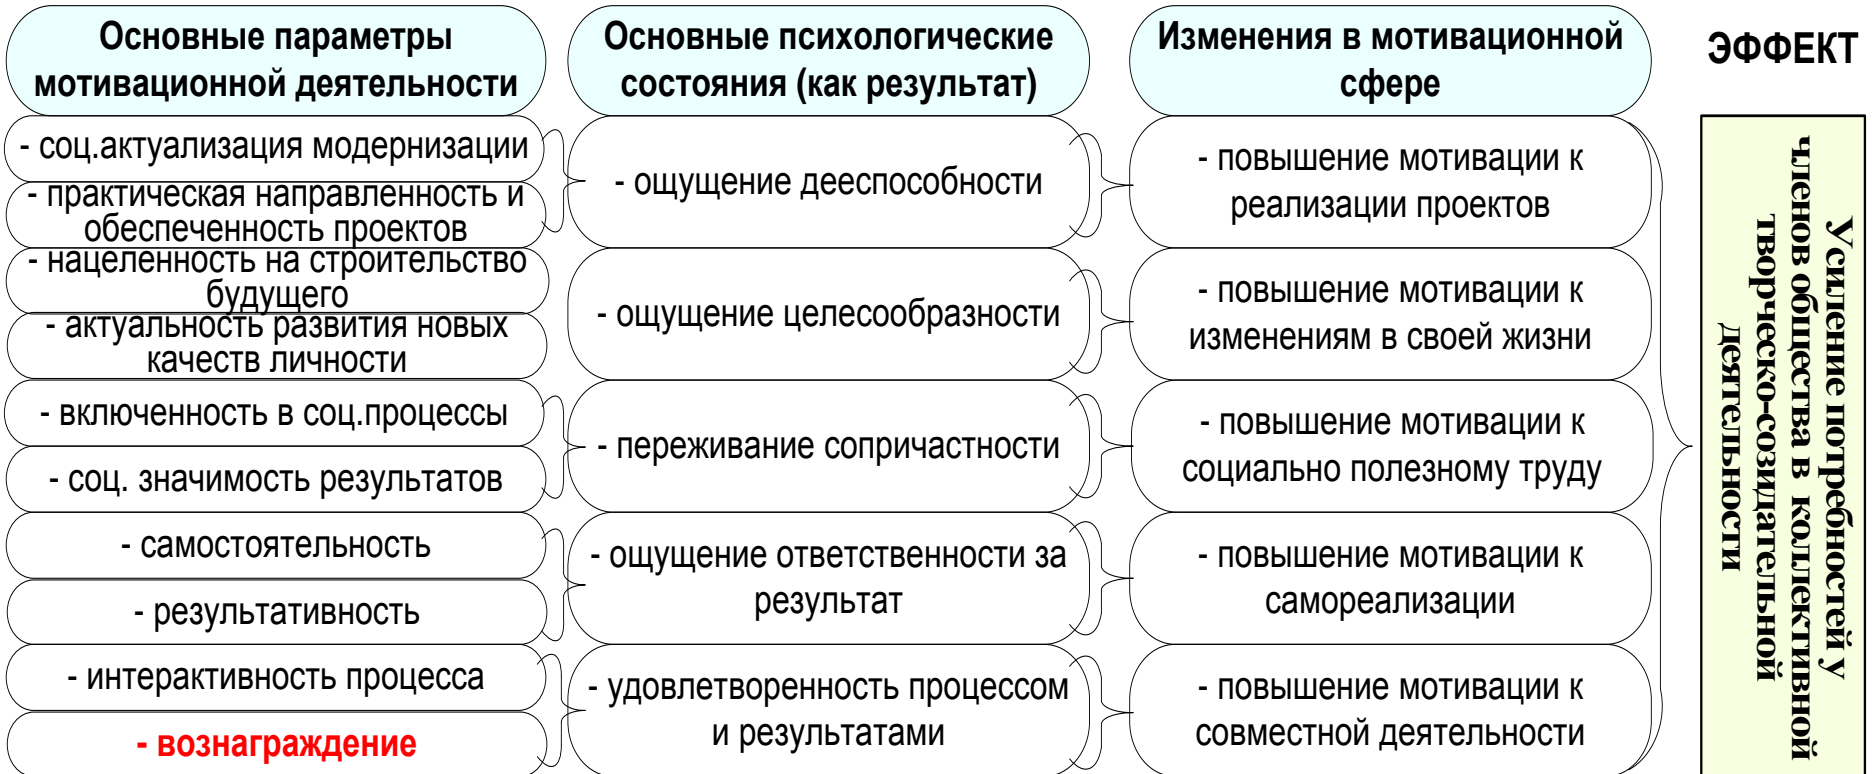 Основные параметры
мотивационной деятельности
Основные психологические
состояния (как результат)
Изменения в мотивационной
сфере
ЭФФЕКТ
- соц.актуализация модернизации
- практическая направленность и
обеспеченность проектов
- нацеленность на строительство
будущего
- актуальность развития новых
качеств личности
- включенность в соц.процессы
- соц. значимость результатов
- самостоятельность
- результативность
- интерактивность процесса
- вознаграждение
- ощущение дееспособности
- ощущение целесообразности
- переживание сопричастности
- ощущение ответственности за
результат
- удовлетворенность процессом
и результатами
- повышение мотивации к
реализации проектов
- повышение мотивации к
изменениям в своей жизни
- повышение мотивации к
социально полезному труду
- повышение мотивации к
самореализации
- повышение мотивации к
совместной деятельности
Усиление потребностей у
членов общества в коллективной
творческо-созидательной
деятельности